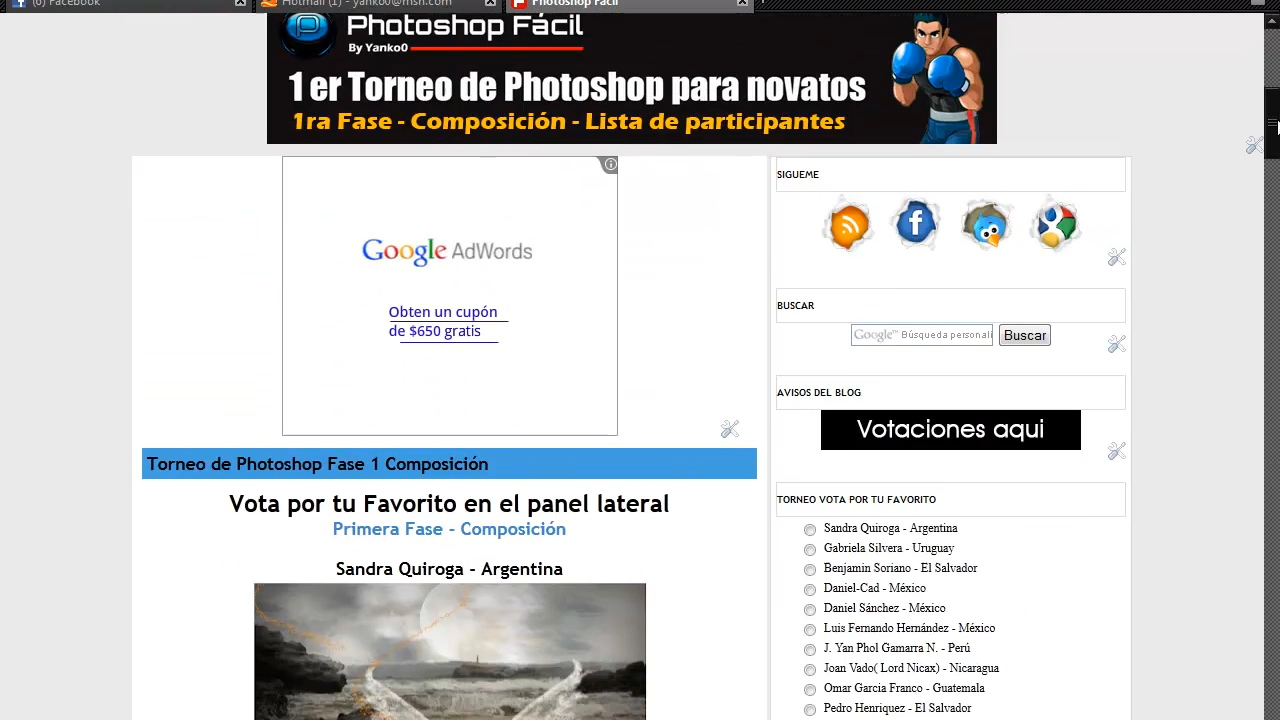 (6) Facebook
Hotmail (1) - yanko0@msn.com
Photoshop Fácil
Photoshop Fácil
By Yanko0
1 er Torneo de Photoshop para novatos
1ra Fase - Composición - Lista de participantes
Google AdWords
Obten un cupón
de $650 gratis
Torneo de Photoshop Fase 1 Composición
Vota por tu Favorito en el panel lateral
Primera Fase - Composición
Sandra Quiroga - Argentina
SIGUEME
BUSCAR
Google™ Búsqueda personali
Buscar
AVISOS DEL BLOG
Votaciones aqui
TORNEO VOTA POR TU FAVORITO
Sandra Quiroga - Argentina
Gabriela Silvera - Uruguay
Benjamin Soriano - El Salvador
Daniel-Cad - México
Daniel Sánchez - México
Luis Fernando Hernández - México
J. Yan Phol Gamarra N. - Perú
Joan Vado( Lord Nicax) - Nicaragua
Omar Garcia Franco - Guatemala
Pedro Henriquez - El Salvador